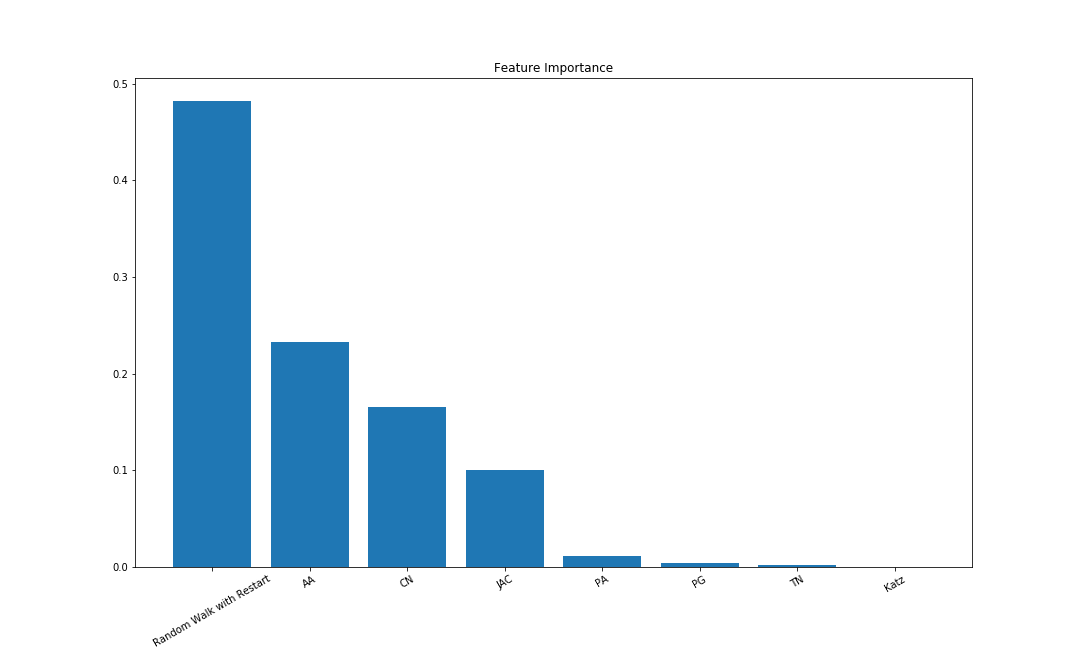 Feature Importance
0.5
0.4
0.3
0.2
0.1
0.0
Random Walk with Restart
AA
CN
JAC
PA
PG
TN
Katz